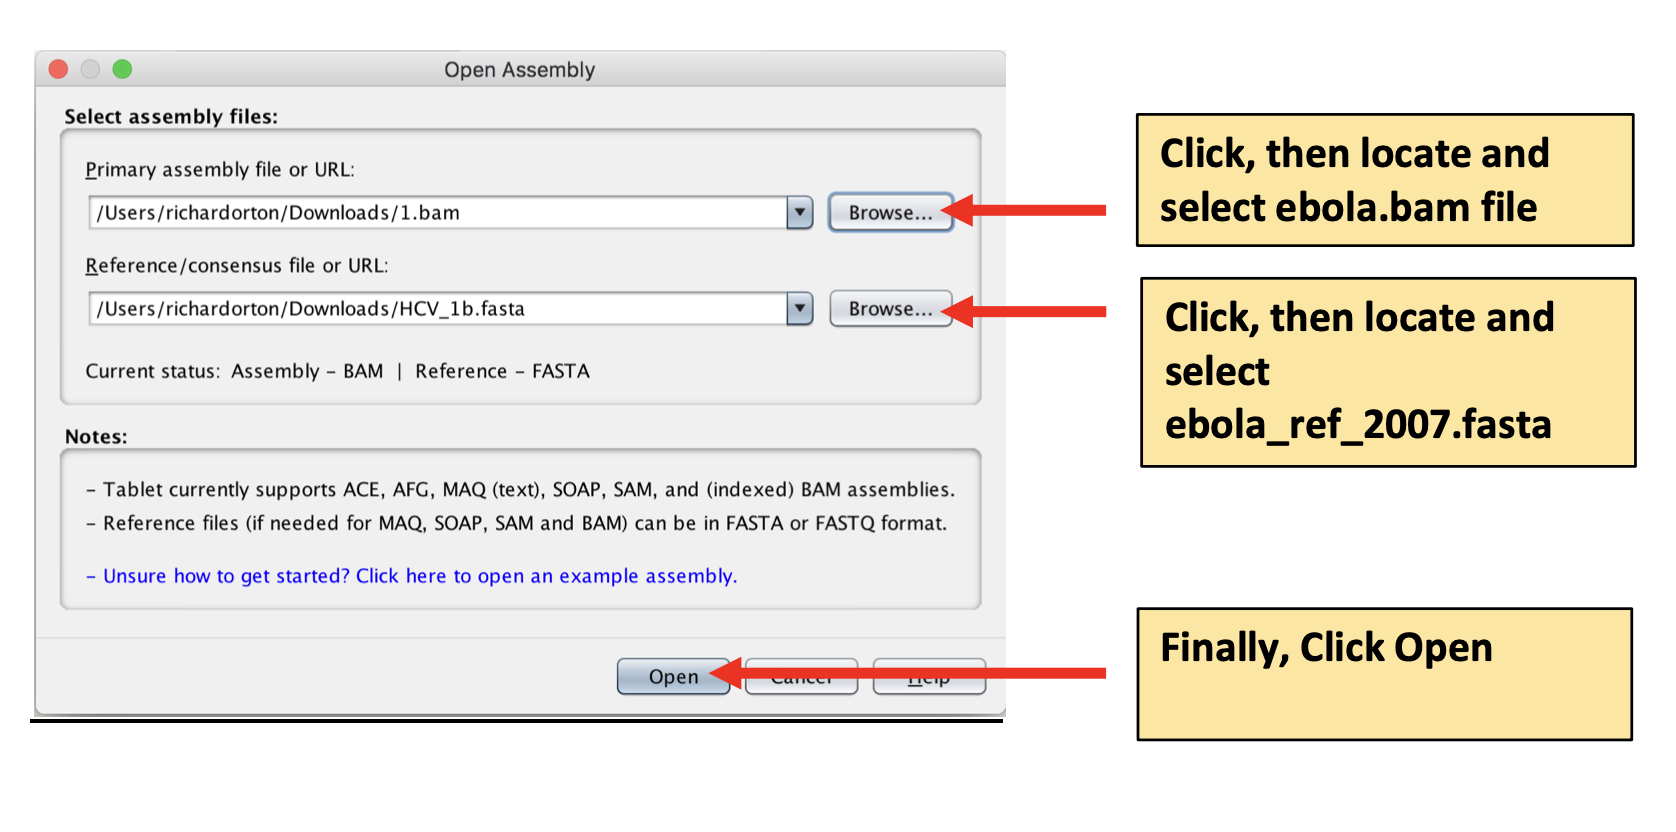 Open Assembly
Select assembly files:
Primary assembly file or URL:
/Users/richardorton/Downloads/1.bam
Browse...
Click, then locate and
select ebola.bam file
Reference/consensus file or URL:
/Users/richardorton/Downloads/HCV_1b.fasta
Browse...
Click, then locate and
select
ebola_ref_2007.fasta
Current status: Assembly – BAM | Reference – FASTA
Notes:
– Tablet currently supports ACE, AFG, MAQ (text), SOAP, SAM, and (indexed) BAM assemblies.
– Reference files (if needed for MAQ, SOAP, SAM and BAM) can be in FASTA or FASTQ format.
– Unsure how to get started? Click here to open an example assembly.
Open
Cancel
Help
Finally, Click Open